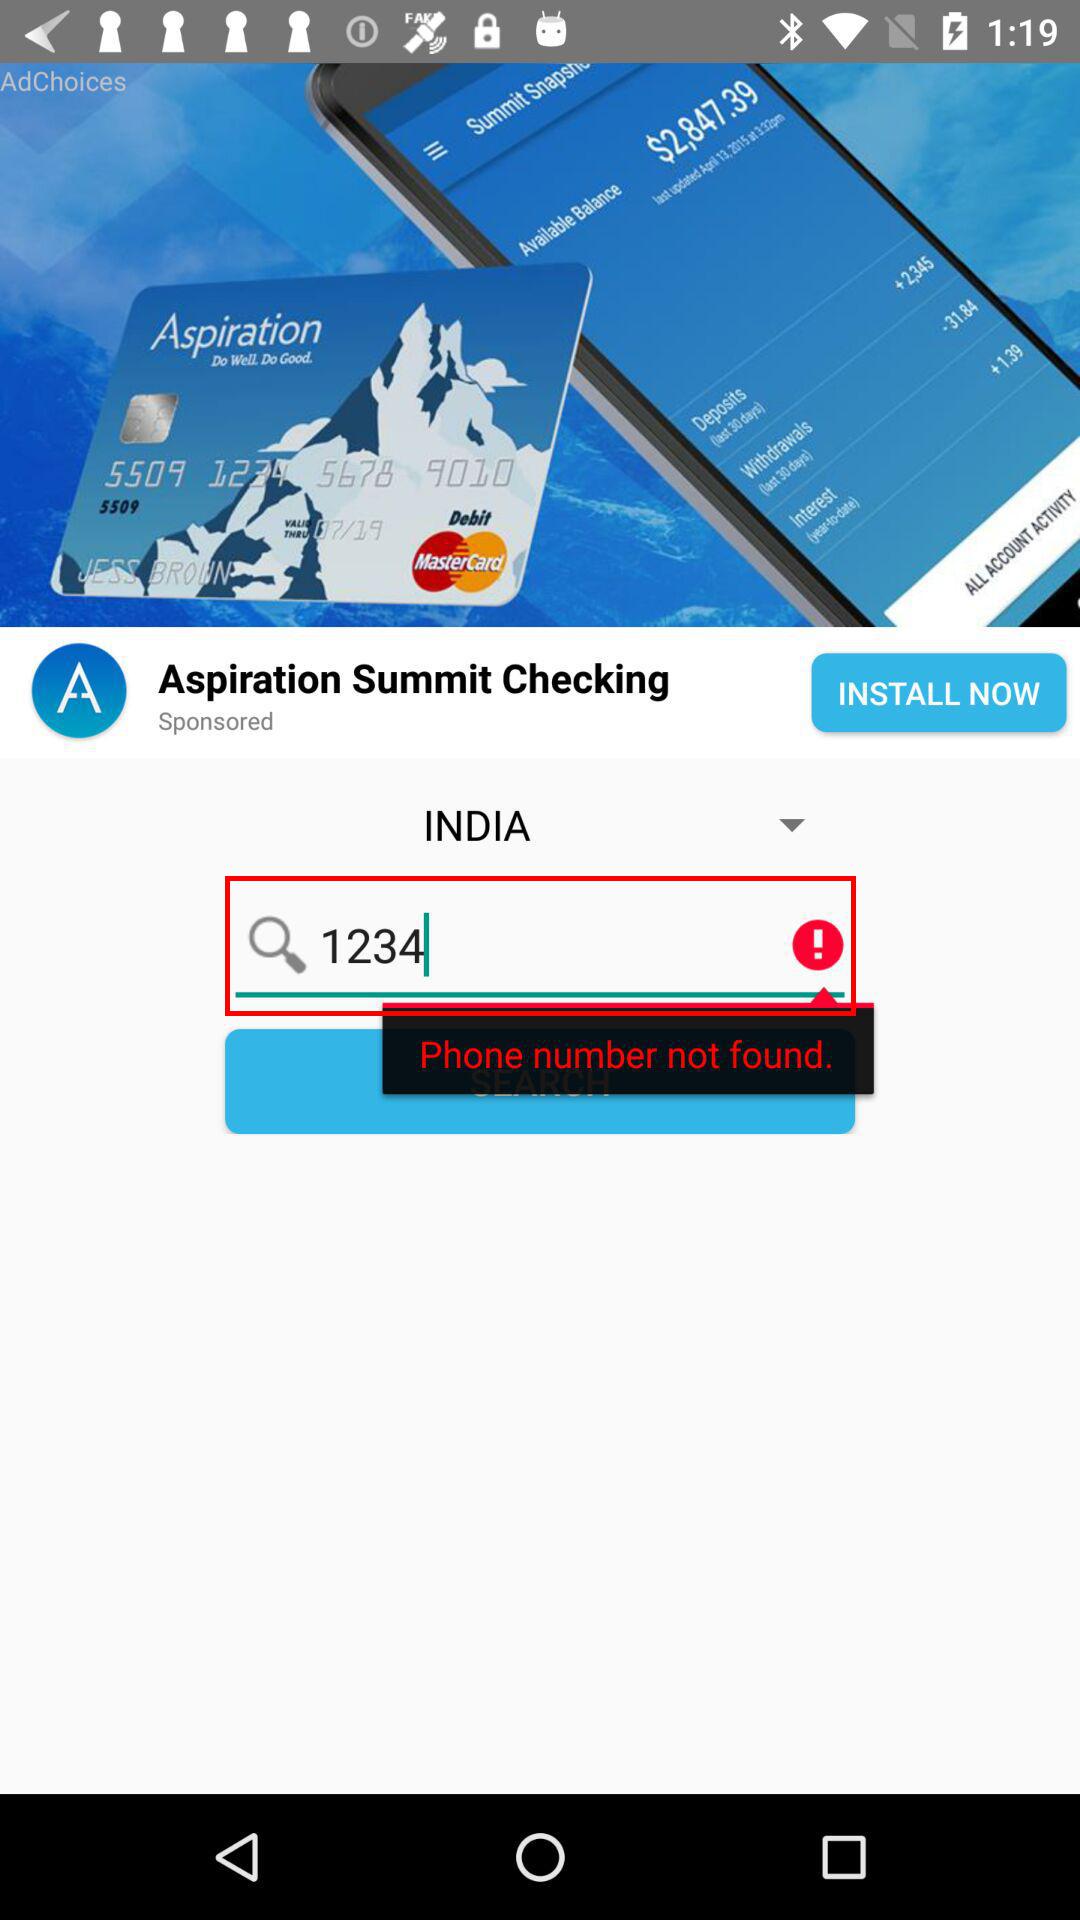 FAKE
1:19
AdChoices
Summit Snapsho
$2,847.39
last updated April 13, 2015 at 3:32pm
Available Balance
+ 2,345
- 31.84
+ 1.39
Deposits
(last 30 days)
Withdrawals
(last 30 days)
Interest
(year-to-date)
ALL ACCOUNT ACTIVITY
Aspiration
Do Well. Do Good.
5509 1234 5678 9010
5509
VALID
THRU 07/19
Debit
MasterCard
JESS BROWN
Aspiration Summit Checking
Sponsored
INSTALL NOW
INDIA
1234
Phone number not found.
SEARCH